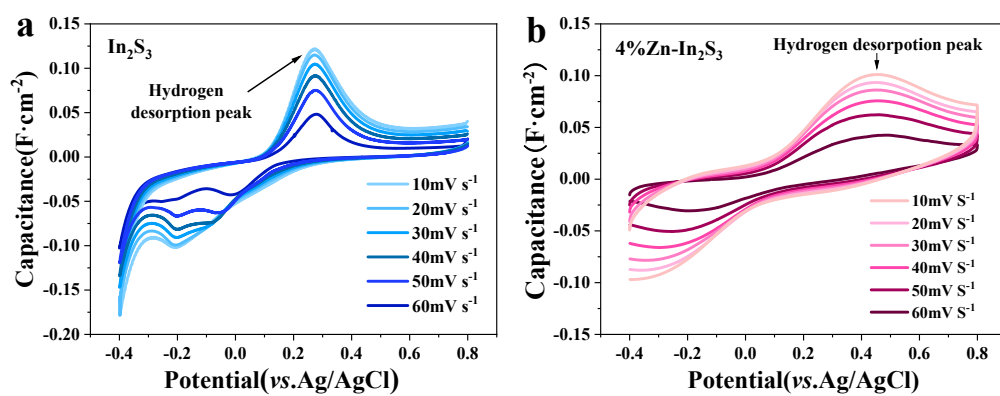 a
In₂S₃
Hydrogen
desorption peak
Capacitance(F·cm⁻²)
0.15
0.10
0.05
0.00
-0.05
-0.10
-0.15
-0.20
10mV s⁻¹
20mV s⁻¹
30mV s⁻¹
40mV s⁻¹
50mV s⁻¹
60mV s⁻¹
-0.4 -0.2 0.0 0.2 0.4 0.6 0.8
Potential(vs.Ag/AgCl)
b
4%Zn-In₂S₃
Hydrogen desorpotion peak
Capacitance（F·cm⁻²)
0.15
0.10
0.05
0.00
-0.05
-0.10
-0.15
10mV S⁻¹
20mV S⁻¹
30mV S⁻¹
40mV S⁻¹
50mV S⁻¹
60mV S⁻¹
-0.4 -0.2 0.0 0.2 0.4 0.6 0.8
Potential(vs.Ag/AgCl)